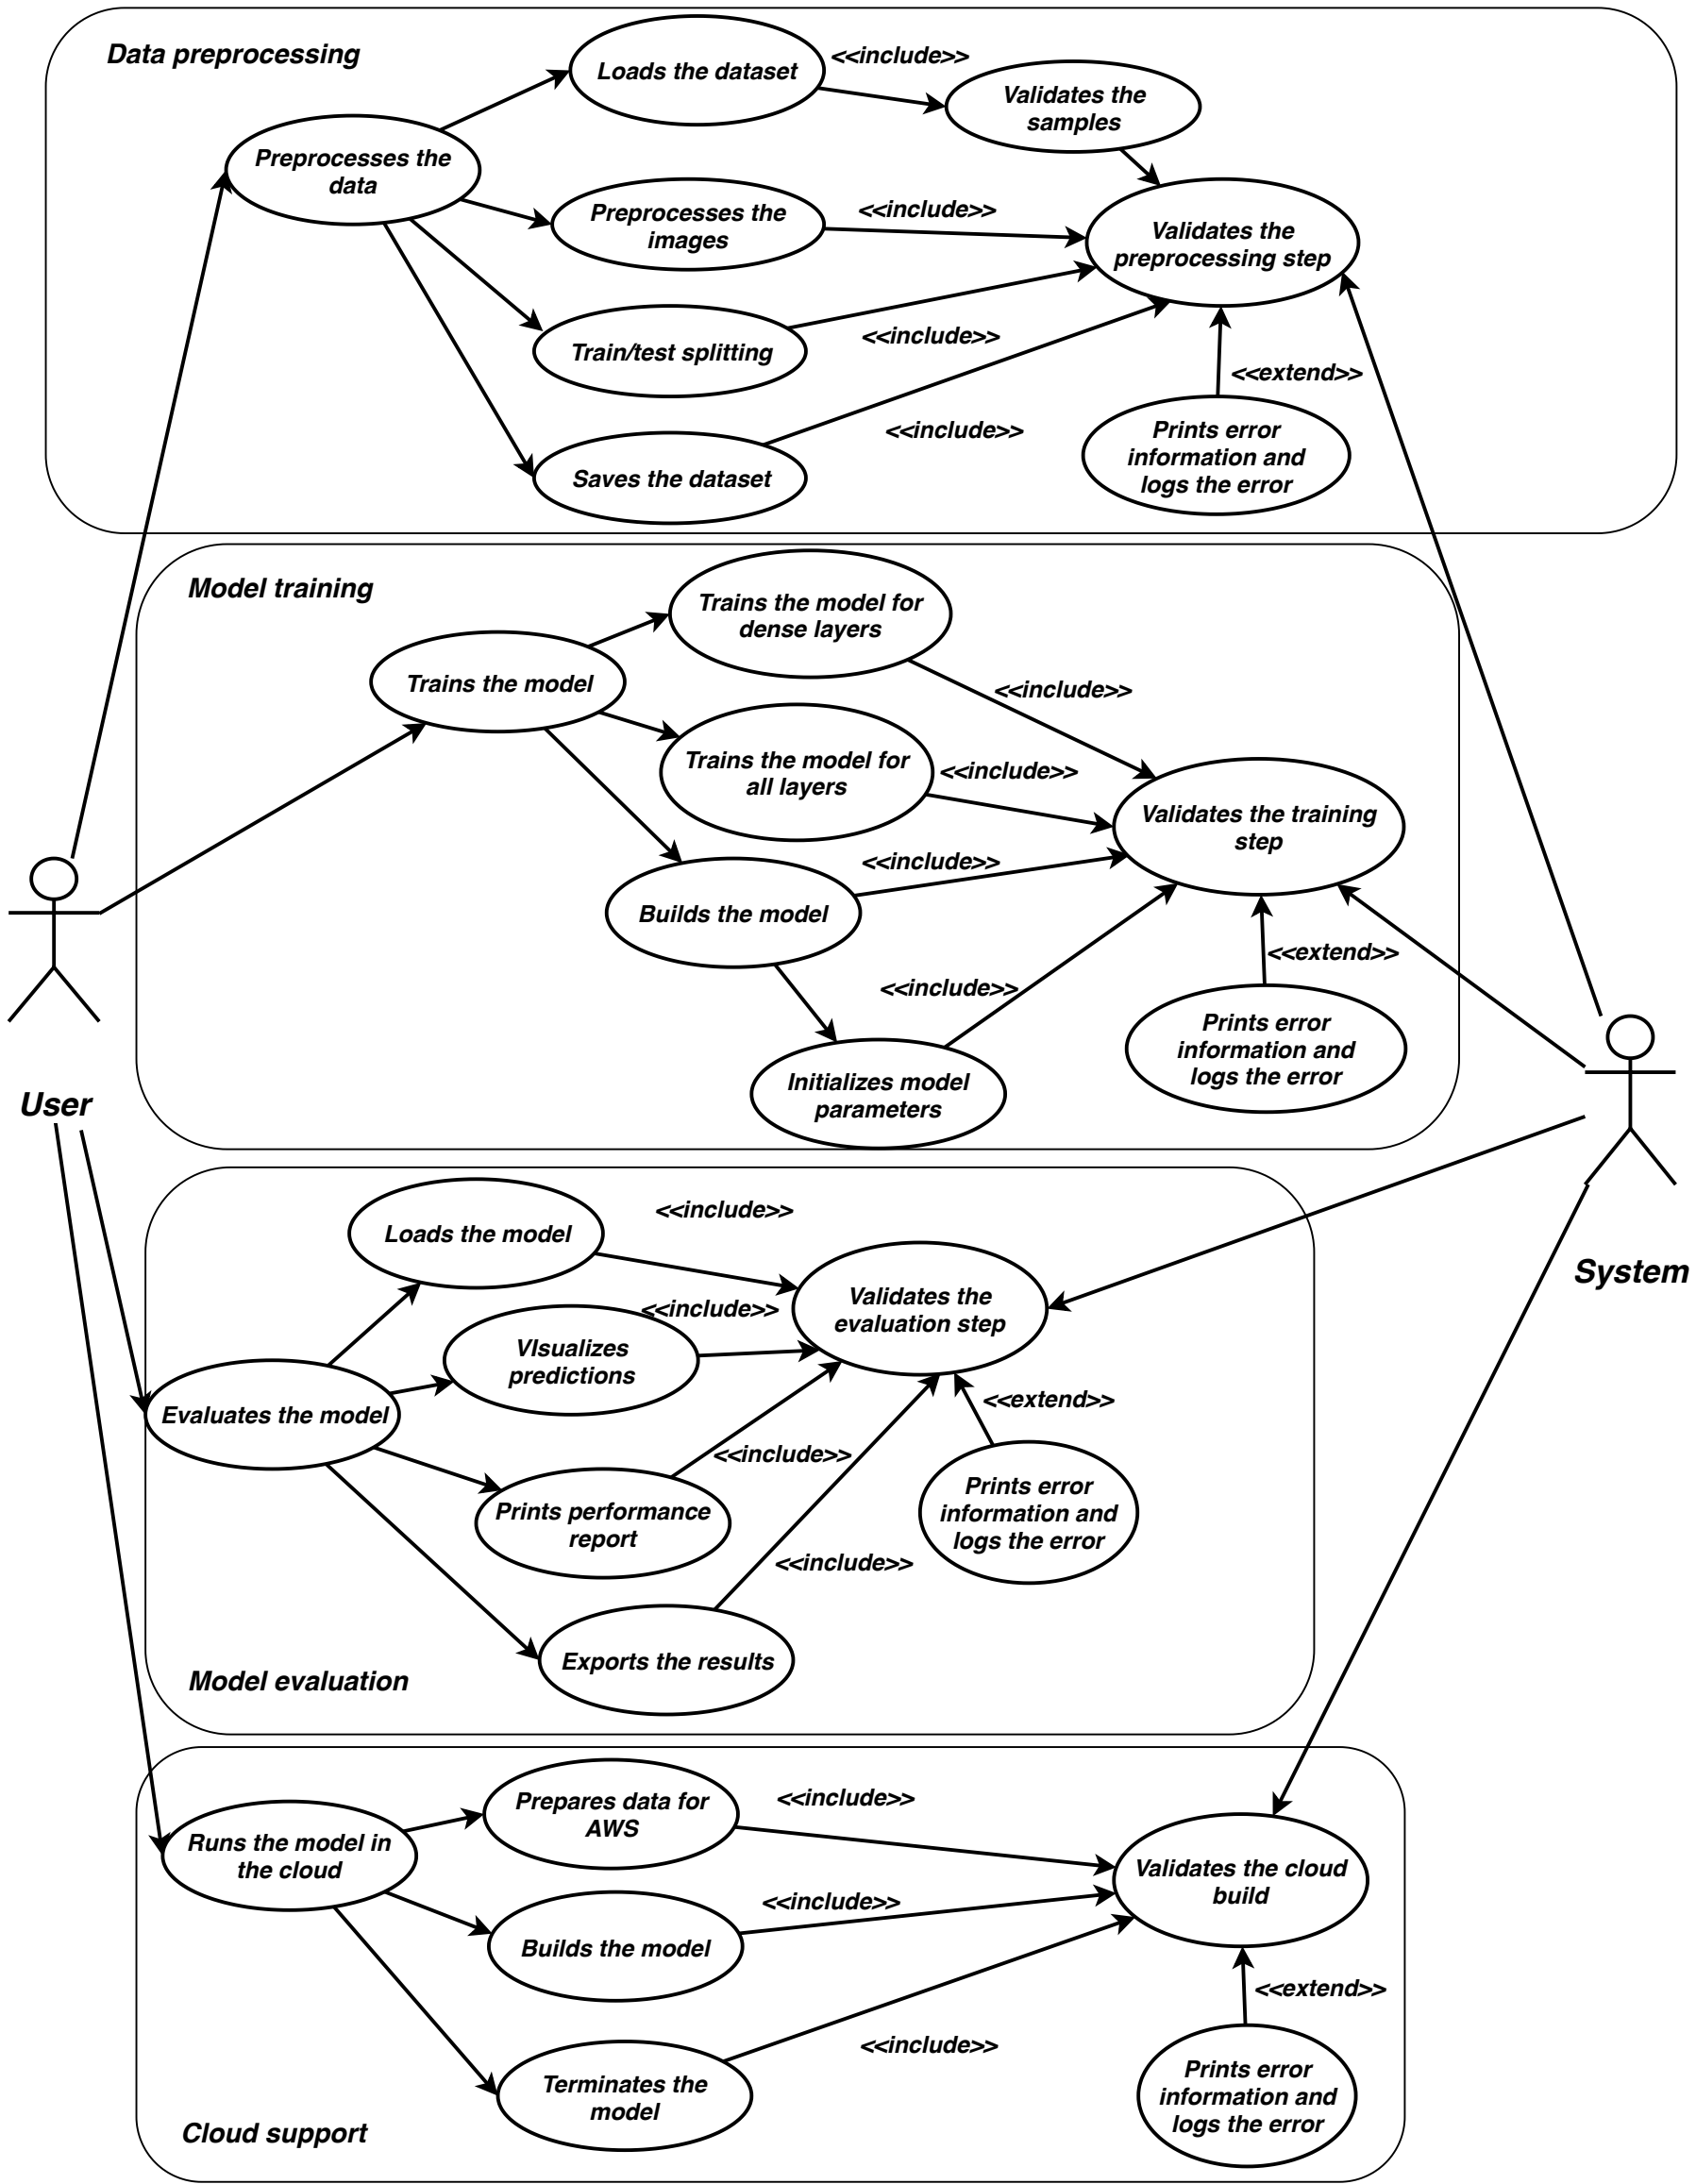 Data preprocessing
Loads the dataset
<<include>>
Validates the
samples
Preprocesses the
data
Preprocesses the
images
<<include>>
Validates the
preprocessing step
Train/test splitting
<<include>>
<<extend>>
Saves the dataset
<<include>>
Prints error
information and
logs the error
Model training
Trains the model for
dense layers
Trains the model
<<include>>
Trains the model for
all layers
<<include>>
Validates the training
step
Builds the model
<<include>>
<<extend>>
<<include>>
Prints error
information and
logs the error
Initializes model
parameters
User
System
Loads the model
<<include>>
Validates the
evaluation step
<<include>>
VIsualizes
predictions
Evaluates the model
<<extend>>
<<include>>
Prints performance
report
Prints error
information and
logs the error
<<include>>
Exports the results
Model evaluation
Prepares data for
AWS
<<include>>
Runs the model in
the cloud
Validates the cloud
build
<<include>>
Builds the model
<<extend>>
<<include>>
Terminates the
model
Prints error
information and
logs the error
Cloud support